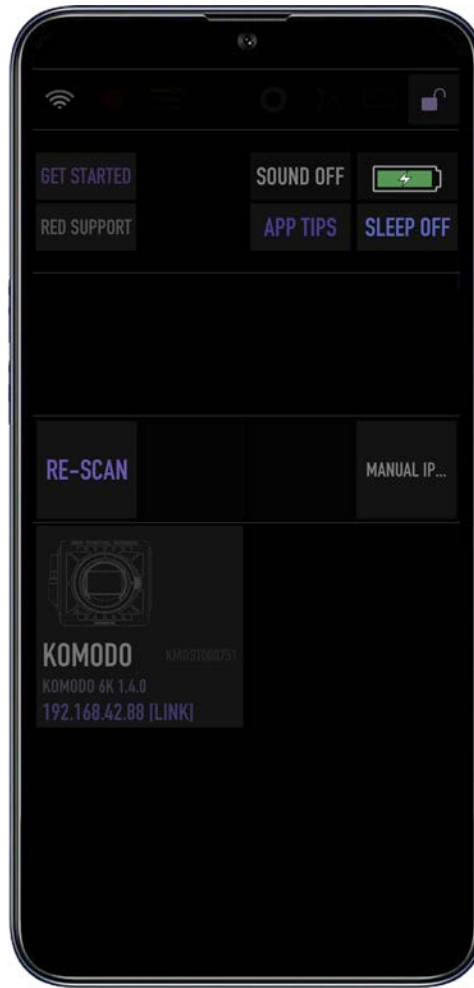 GET STARTED
SOUND OFF
RED SUPPORT
APP TIPS
SLEEP OFF
RE-SCAN
MANUAL IP...
KOMODO
KOMODO 6K 1.4.0
192.168.42.88 [LINK]